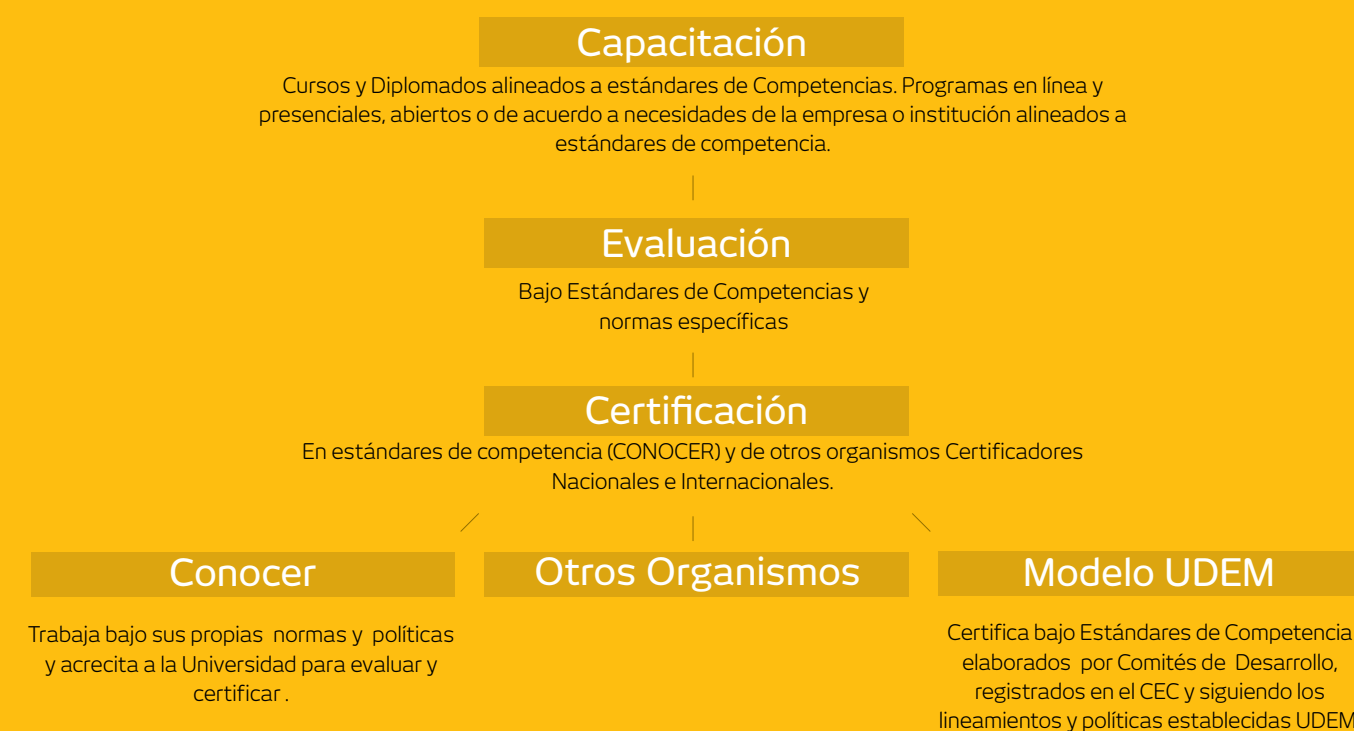 Capacitación
Cursos y Diplomados alineados a estándares de Competencias. Programas en línea y
presenciales, abiertos o de acuerdo a necesidades de la empresa o institución alineados a
estándares de competencia.
Evaluación
Bajo Estándares de Competencias y
normas específicas
Certificación
En estándares de competencia (CONOCER) y de otros organismos Certificadores
Nacionales e Internacionales.
Conocer
Trabaja bajo sus propias normas y políticas
y acrecita a la Universidad para evaluar y
certificar .
Otros Organismos
Modelo UDEM
Certifica bajo Estándares de Competencia
elaborados por Comités de Desarrollo,
registrados en el CEC y siguiendo los
lineamientos y políticas establecidas UDEM